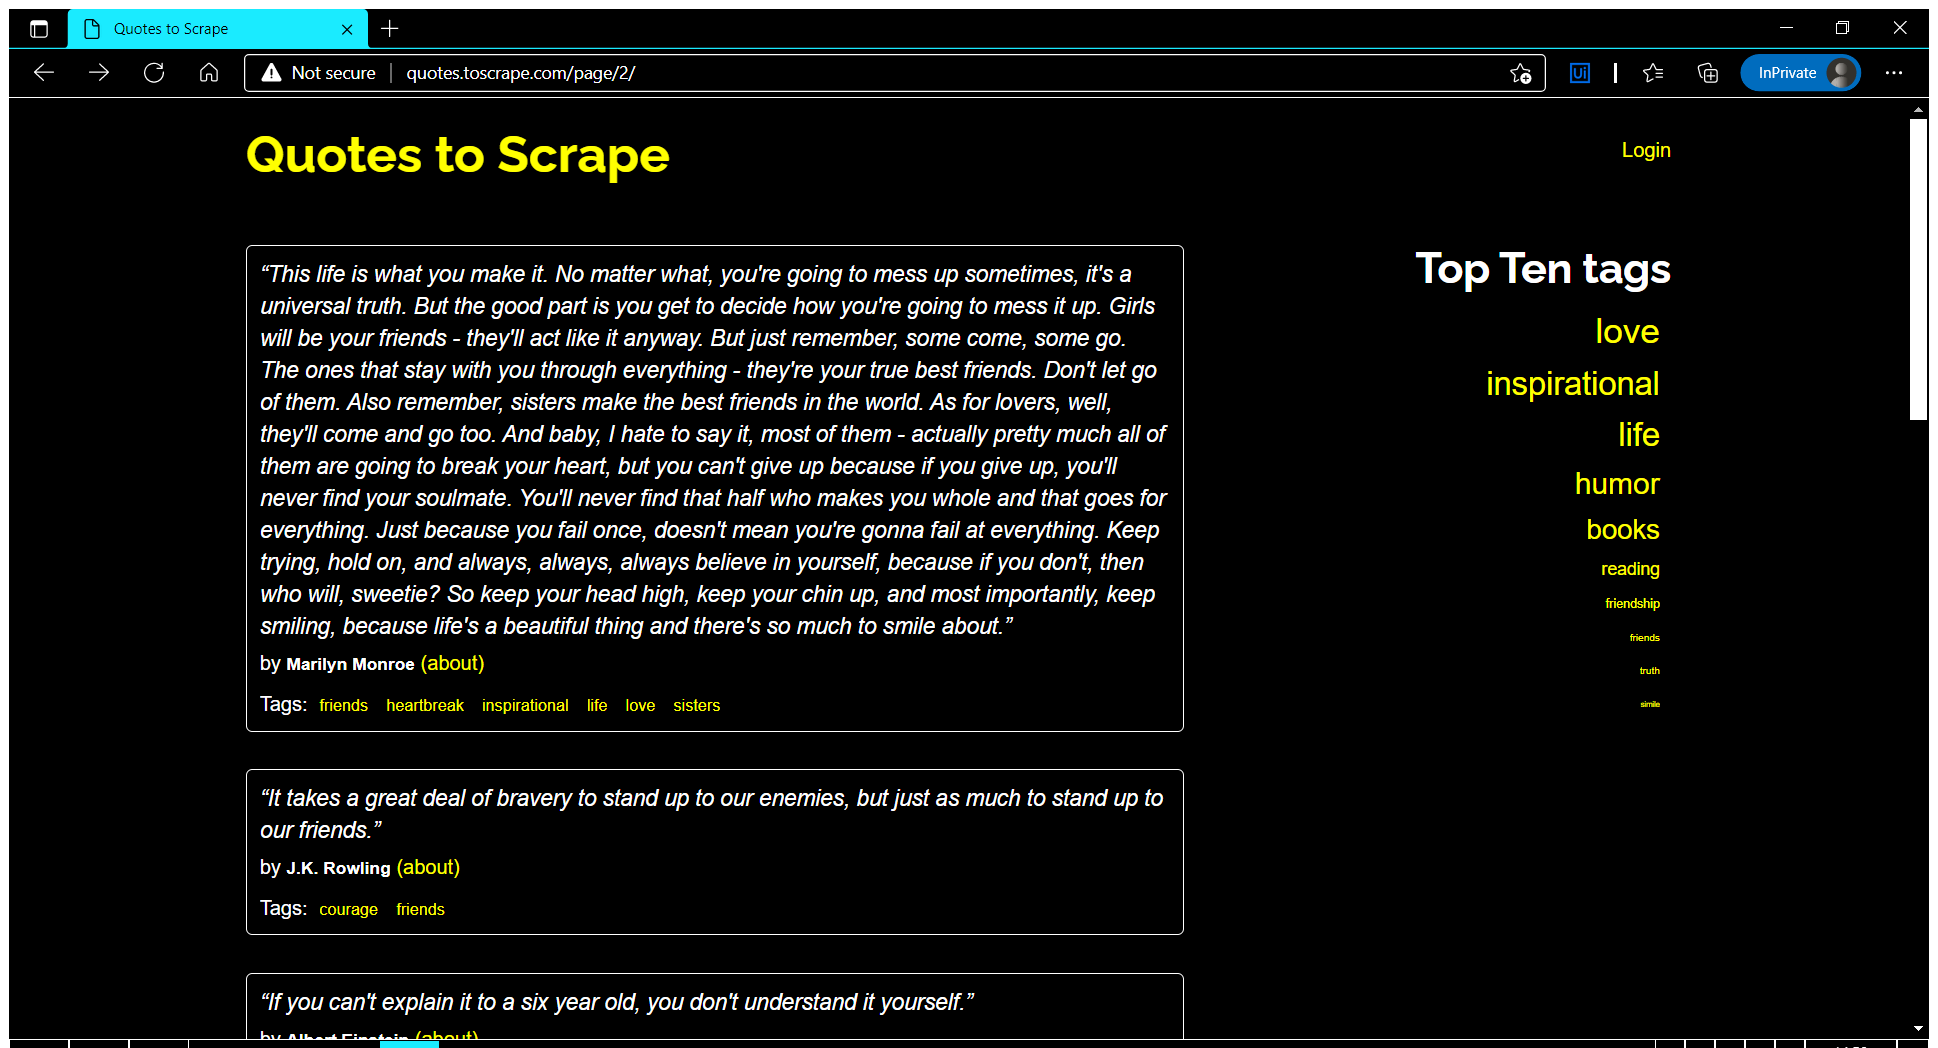 Quotes to Scrape
Not secure quotes.toscrape.com/page/2/
Ui
InPrivate
Quotes to Scrape
Login
“This life is what you make it. No matter what, you're going to mess up sometimes, it's a
universal truth. But the good part is you get to decide how you're going to mess it up. Girls
will be your friends - they'll act like it anyway. But just remember, some come, some go.
The ones that stay with you through everything - they're your true best friends. Don't let go
of them. Also remember, sisters make the best friends in the world. As for lovers, well,
they'll come and go too. And baby, I hate to say it, most of them - actually pretty much all of
them are going to break your heart, but you can't give up because if you give up, you'll
never find your soulmate. You'll never find that half who makes you whole and that goes for
everything. Just because you fail once, doesn't mean you're gonna fail at everything. Keep
trying, hold on, and always, always, always believe in yourself, because if you don't, then
who will, sweetie? So keep your head high, keep your chin up, and most importantly, keep
smiling, because life's a beautiful thing and there's so much to smile about.”
by Marilyn Monroe (about)
Tags: friends heartbreak inspirational life love sisters
“It takes a great deal of bravery to stand up to our enemies, but just as much to stand up to
our friends.”
by J.K. Rowling (about)
Tags: courage friends
“If you can't explain it to a six year old, you don't understand it yourself.”
by Albert Einstein (about)
Top Ten tags
love
inspirational
life
humor
books
reading
friendship
friends
truth
simile